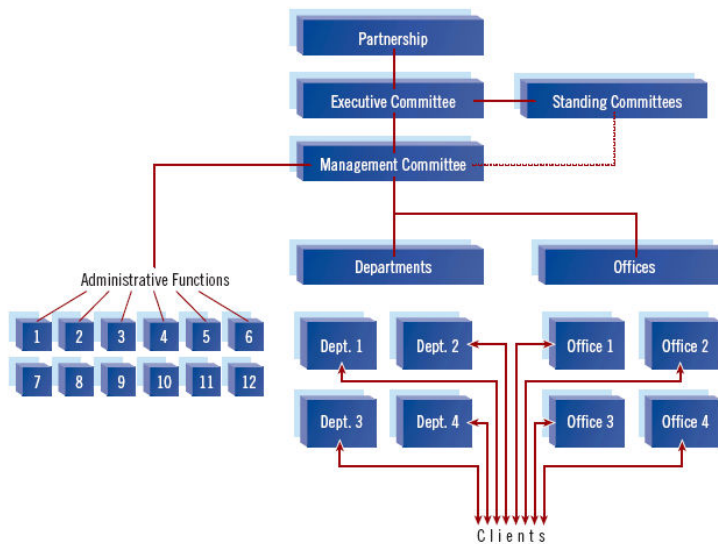 Partnership
Executive Committee
Standing Committees
Management Committee
Departments
Offices
Administrative Functions
1 2 3 4 5 6
7 8 9 10 11 12
Dept. 1
Dept. 2
Office 1
Office 2
Dept. 3
Dept. 4
Office 3
Office 4
Clients